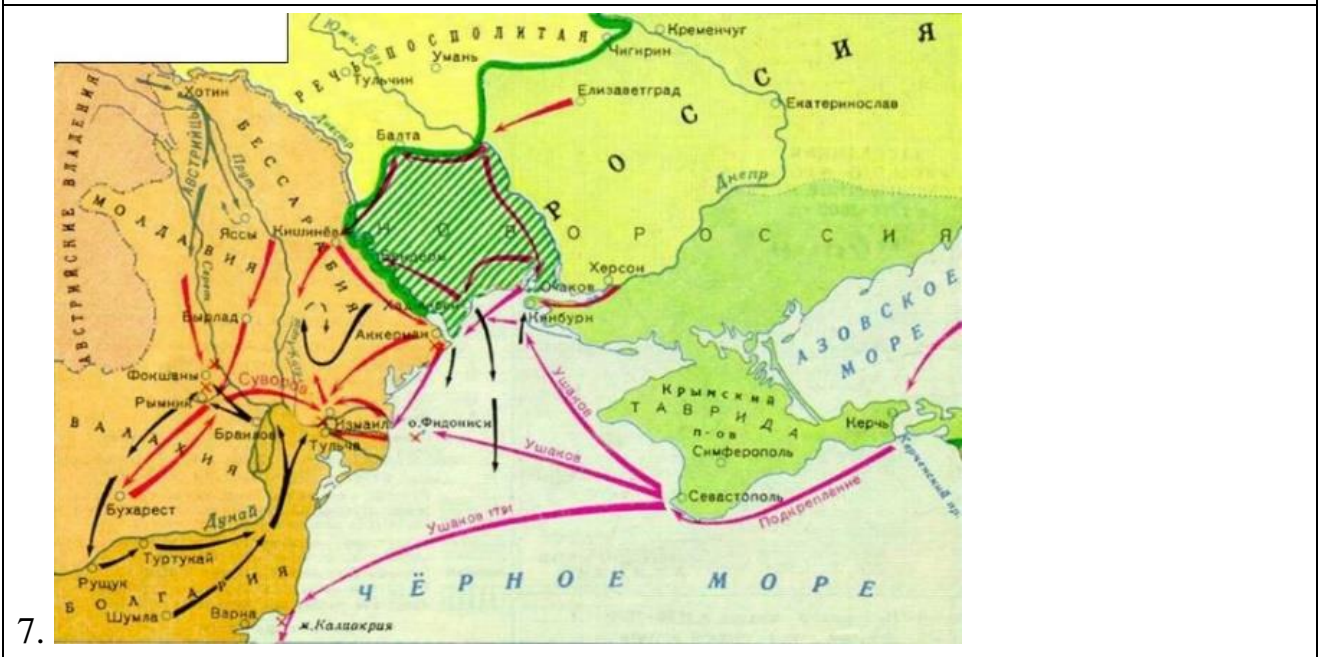 РЕЧЬ ПОСПОЛИТАЯ
Кременчуг
Чигирин
РОССИЯ
Южн. Буг
Умань
Тульчин
Хотин
Елизаветград
Екатеринослав
Днестр
Балта
АВСТРИЙСКИЕ ВЛАДЕНИЯ
АВСТРИЙЦЫ
БЕССАРАБИЯ
Прут
Днепр
МОЛДАВИЯ
Яссы
Кишинёв
НОВОРОССИЯ
Бендеры
Серет
Херсон
Очаков
Кинбурн
АЗОВСКОЕ МОРЕ
Бырлад
Аккерман
Фокшаны
Суворов
Рымник
Ушаков
Крымский
ТАВРИДА
п-ов
Керчь
ВАЛАХИЯ
Браилов
Измаил
о.Фидониси
Тульча
Симферополь
Ушаков
Севастополь
Подкрепление
Бухарест
Дунай
Ушаков 1791
Туртукай
Рущук
ЧЁРНОЕ МОРЕ
БОЛГАРИЯ
Шумла
Варна
м.Калиакрия
7.